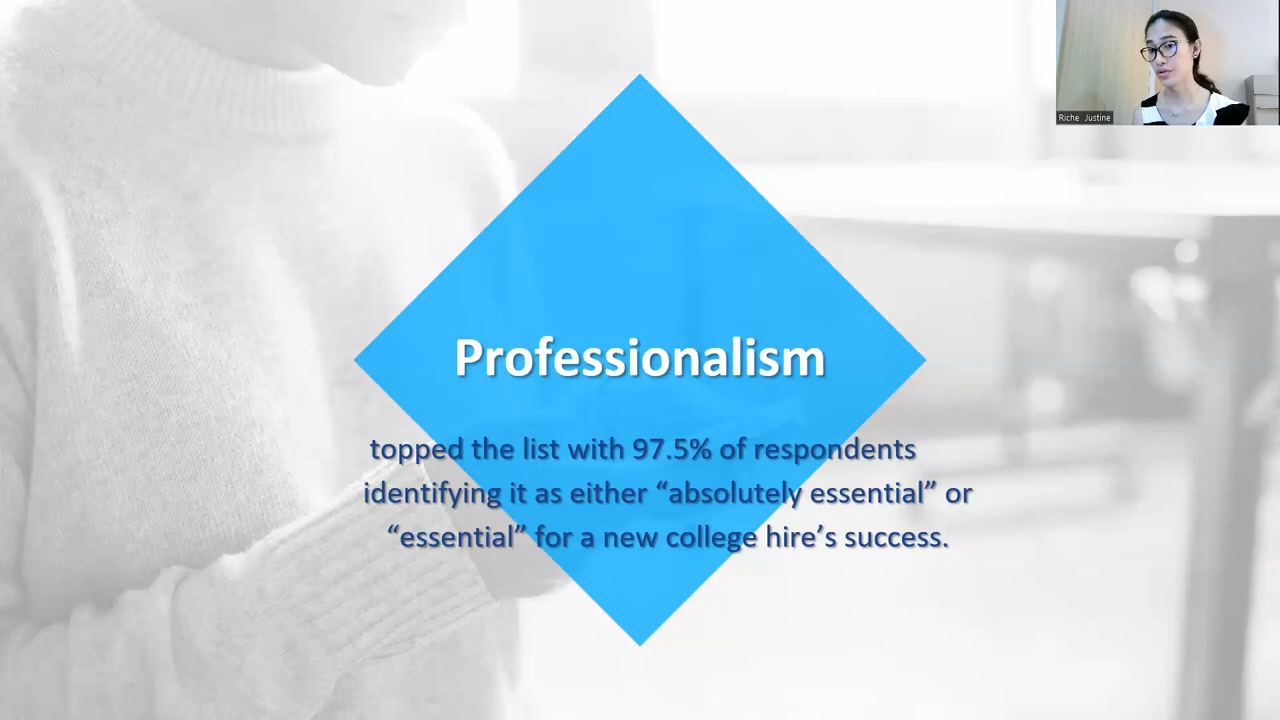 Riche Justine
Professionalism
topped the list with 97.5% of respondents
identifying it as either “absolutely essential” or
“essential” for a new college hire’s success.